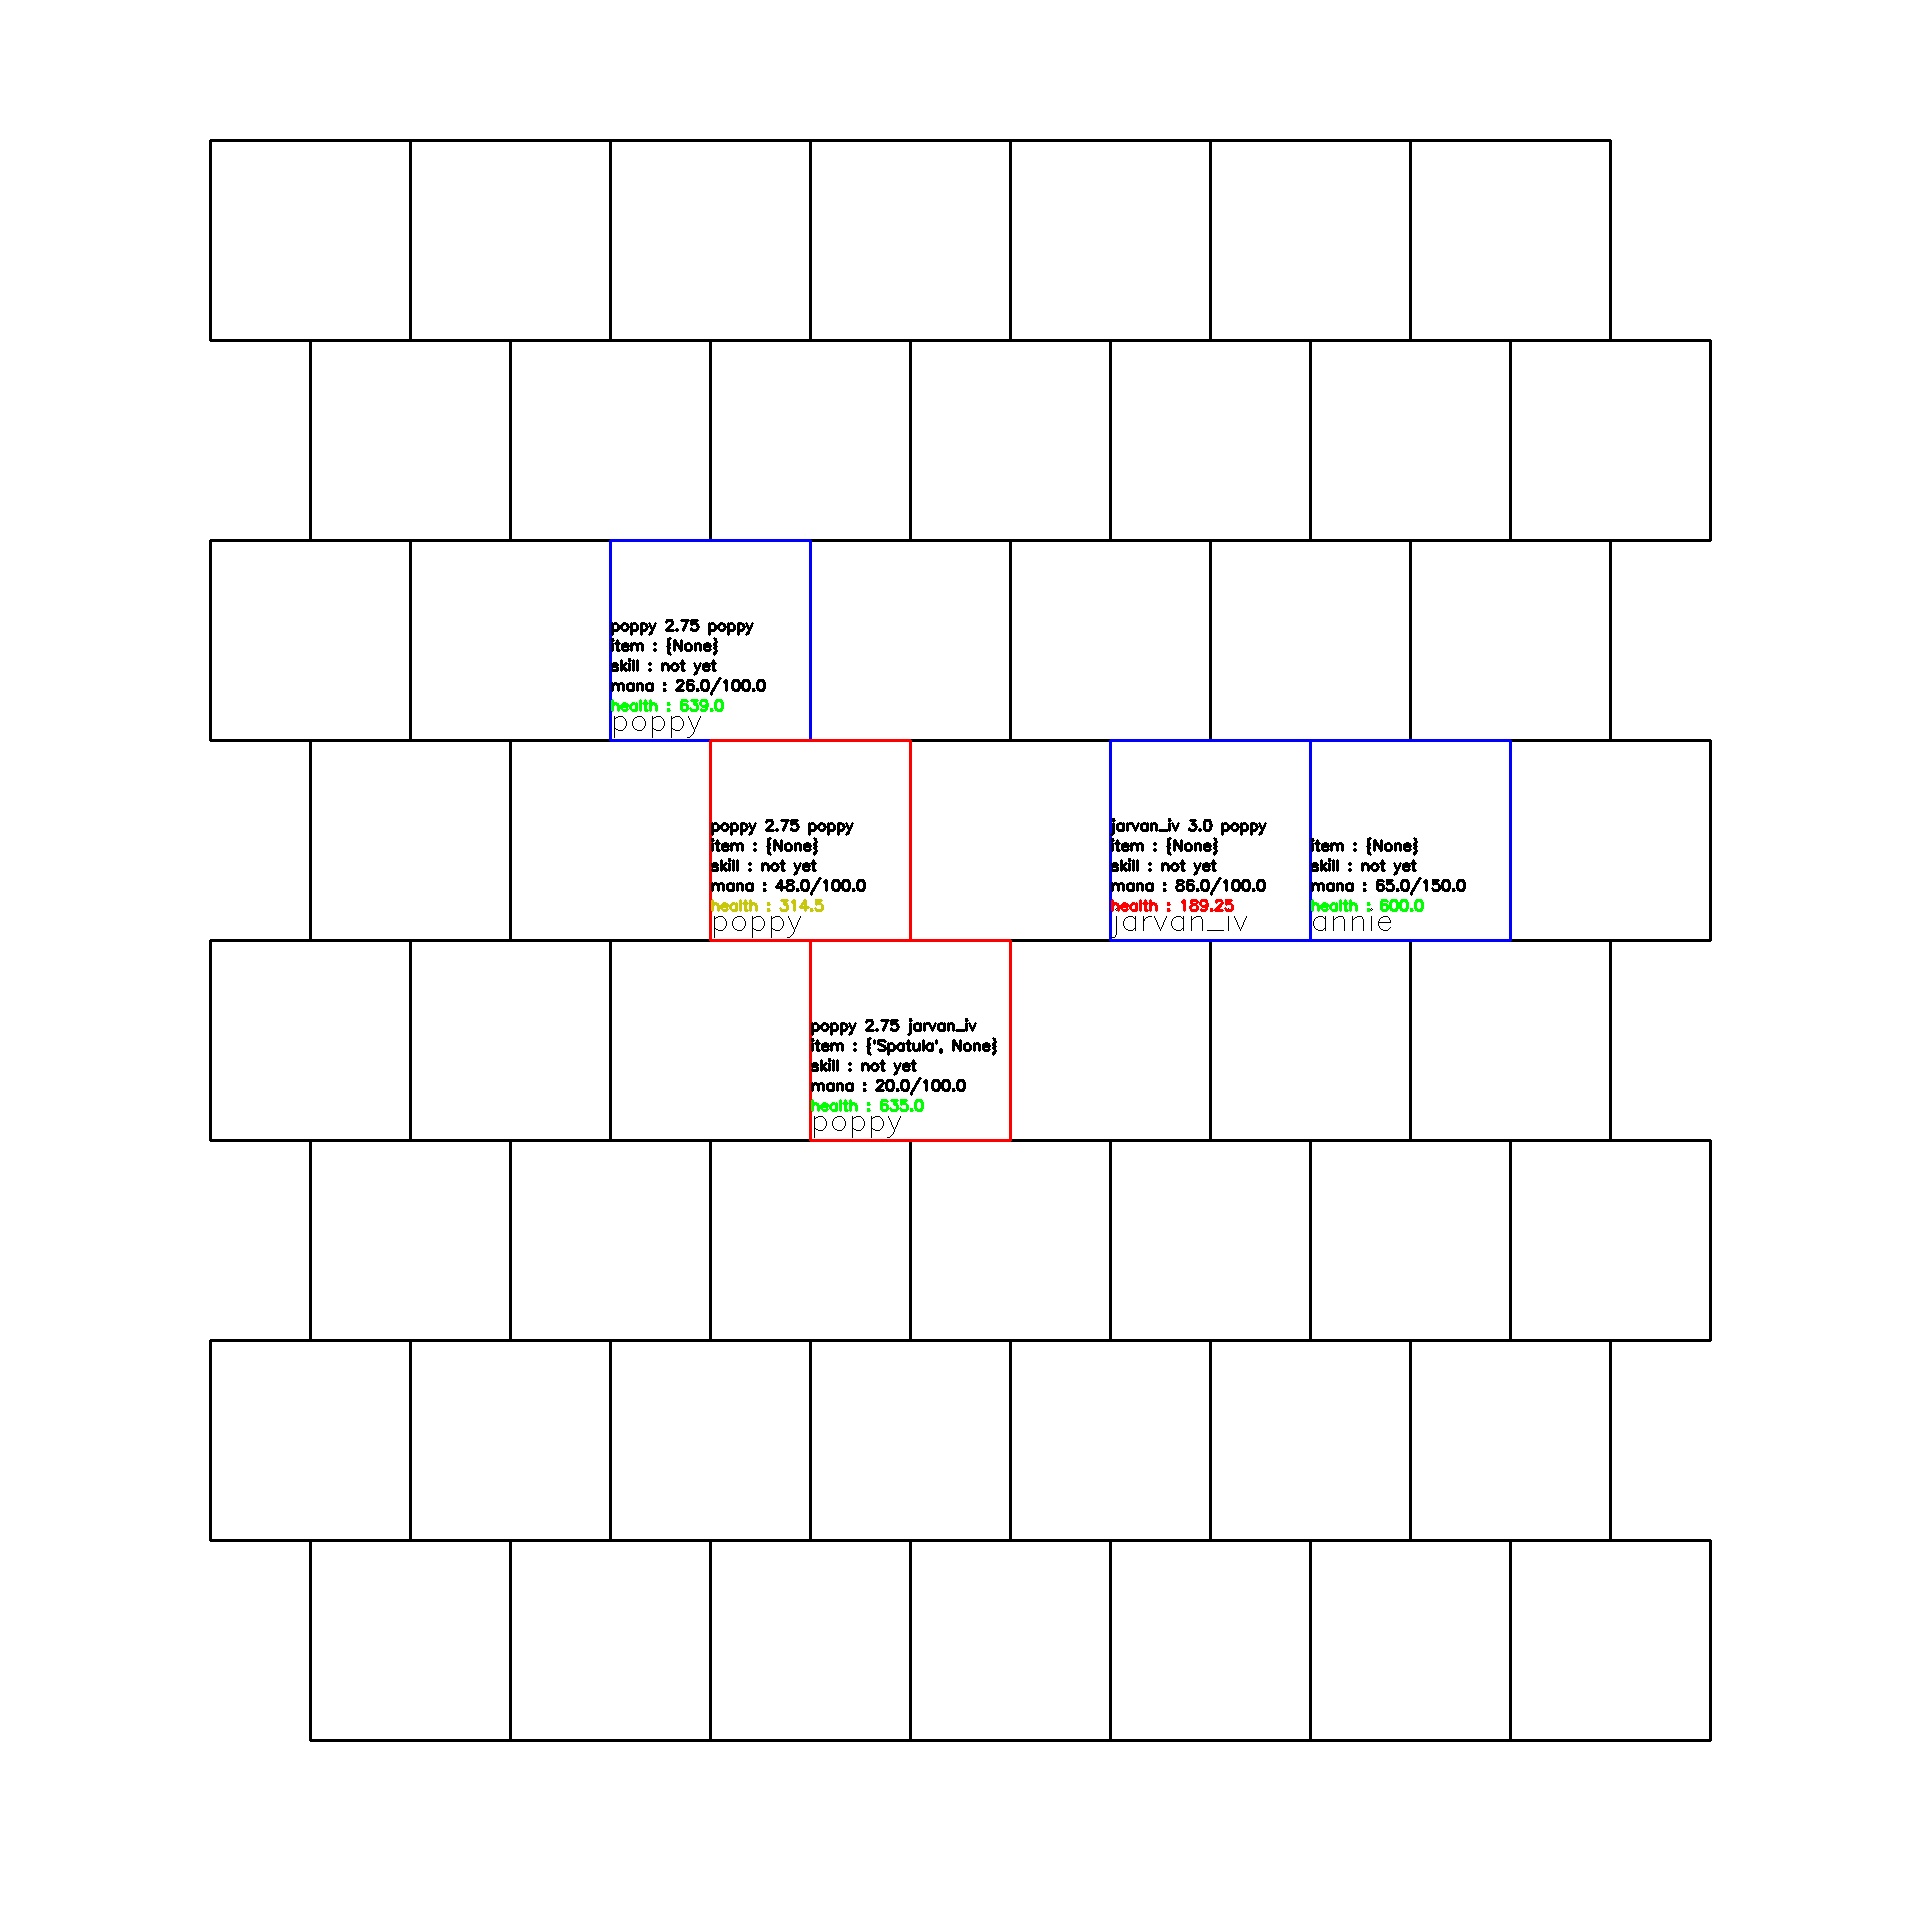 poppy 2.75 poppy
item : {None}
skill : not yet
mana : 26.0/100.0
health : 639.0
poppy
poppy 2.75 poppy
item : {None}
skill : not yet
mana : 48.0/100.0
health : 314.5
poppy
jarvan_iv 3.0 poppy
item : {None}
skill : not yet
mana : 86.0/100.0
health : 189.25
jarvan_iv
item : {None}
skill : not yet
mana : 65.0/150.0
health : 600.0
annie
poppy 2.75 jarvan_iv
item : {'Spatula', None}
skill : not yet
mana : 20.0/100.0
health : 635.0
poppy